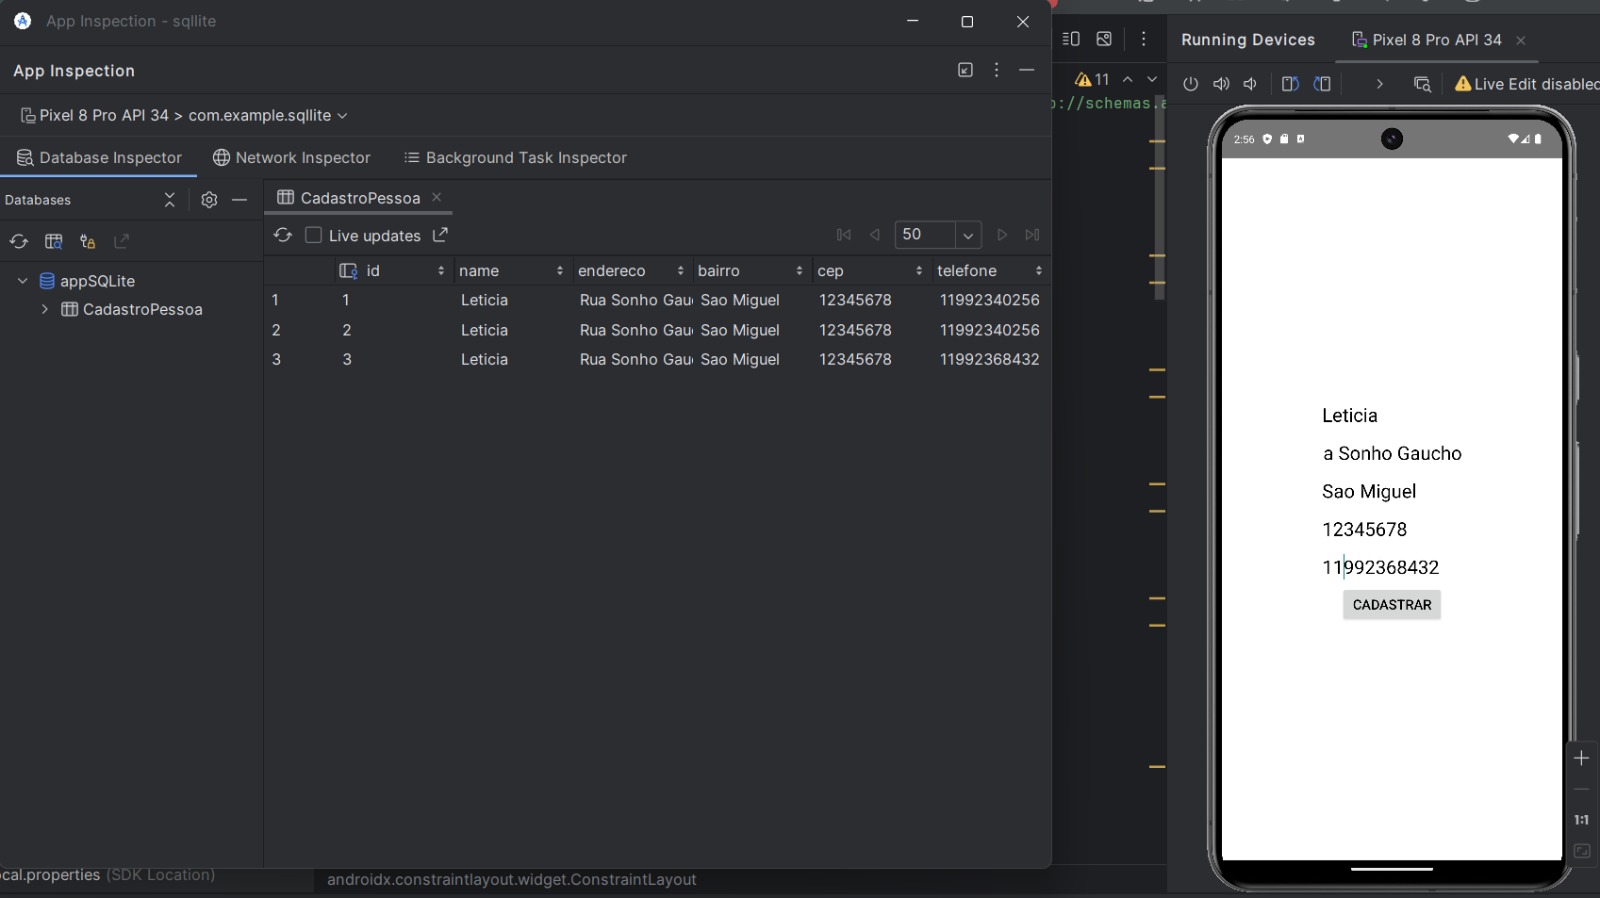 App Inspection - sqllite
App Inspection
Pixel 8 Pro API 34 > com.example.sqllite
Database Inspector Network Inspector Background Task Inspector
Databases
CadastroPessoa
Live updates
50
appSQLite
CadastroPessoa
id name endereco bairro cep telefone
1 1 Leticia Rua Sonho Gau Sao Miguel 12345678 11992340256
2 2 Leticia Rua Sonho Gau Sao Miguel 12345678 11992340256
3 3 Leticia Rua Sonho Gau Sao Miguel 12345678 11992368432
cal.properties (SDK Location)
androidx.constraintlayout.widget.ConstraintLayout
11
://schemas.a
Running Devices Pixel 8 Pro API 34
Live Edit disabled
2:56
Leticia
a Sonho Gaucho
Sao Miguel
12345678
11992368432
CADASTRAR
1:1